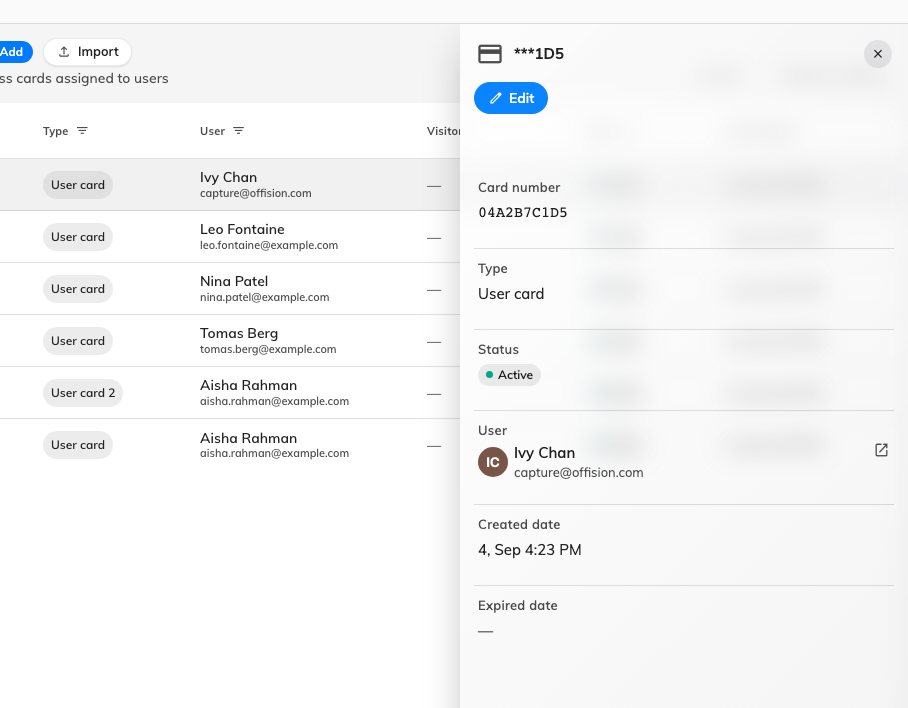 Add
Import
ss cards assigned to users
Type
User
Visitor
User card
Ivy Chan
capture@offision.com
—
User card
Leo Fontaine
leo.fontaine@example.com
—
User card
Nina Patel
nina.patel@example.com
—
User card
Tomas Berg
tomas.berg@example.com
—
User card 2
Aisha Rahman
aisha.rahman@example.com
—
User card
Aisha Rahman
aisha.rahman@example.com
—
***1D5
Edit
Card number
04A2B7C1D5
Type
User card
Status
Active
User
IC
Ivy Chan
capture@offision.com
Created date
4, Sep 4:23 PM
Expired date
—